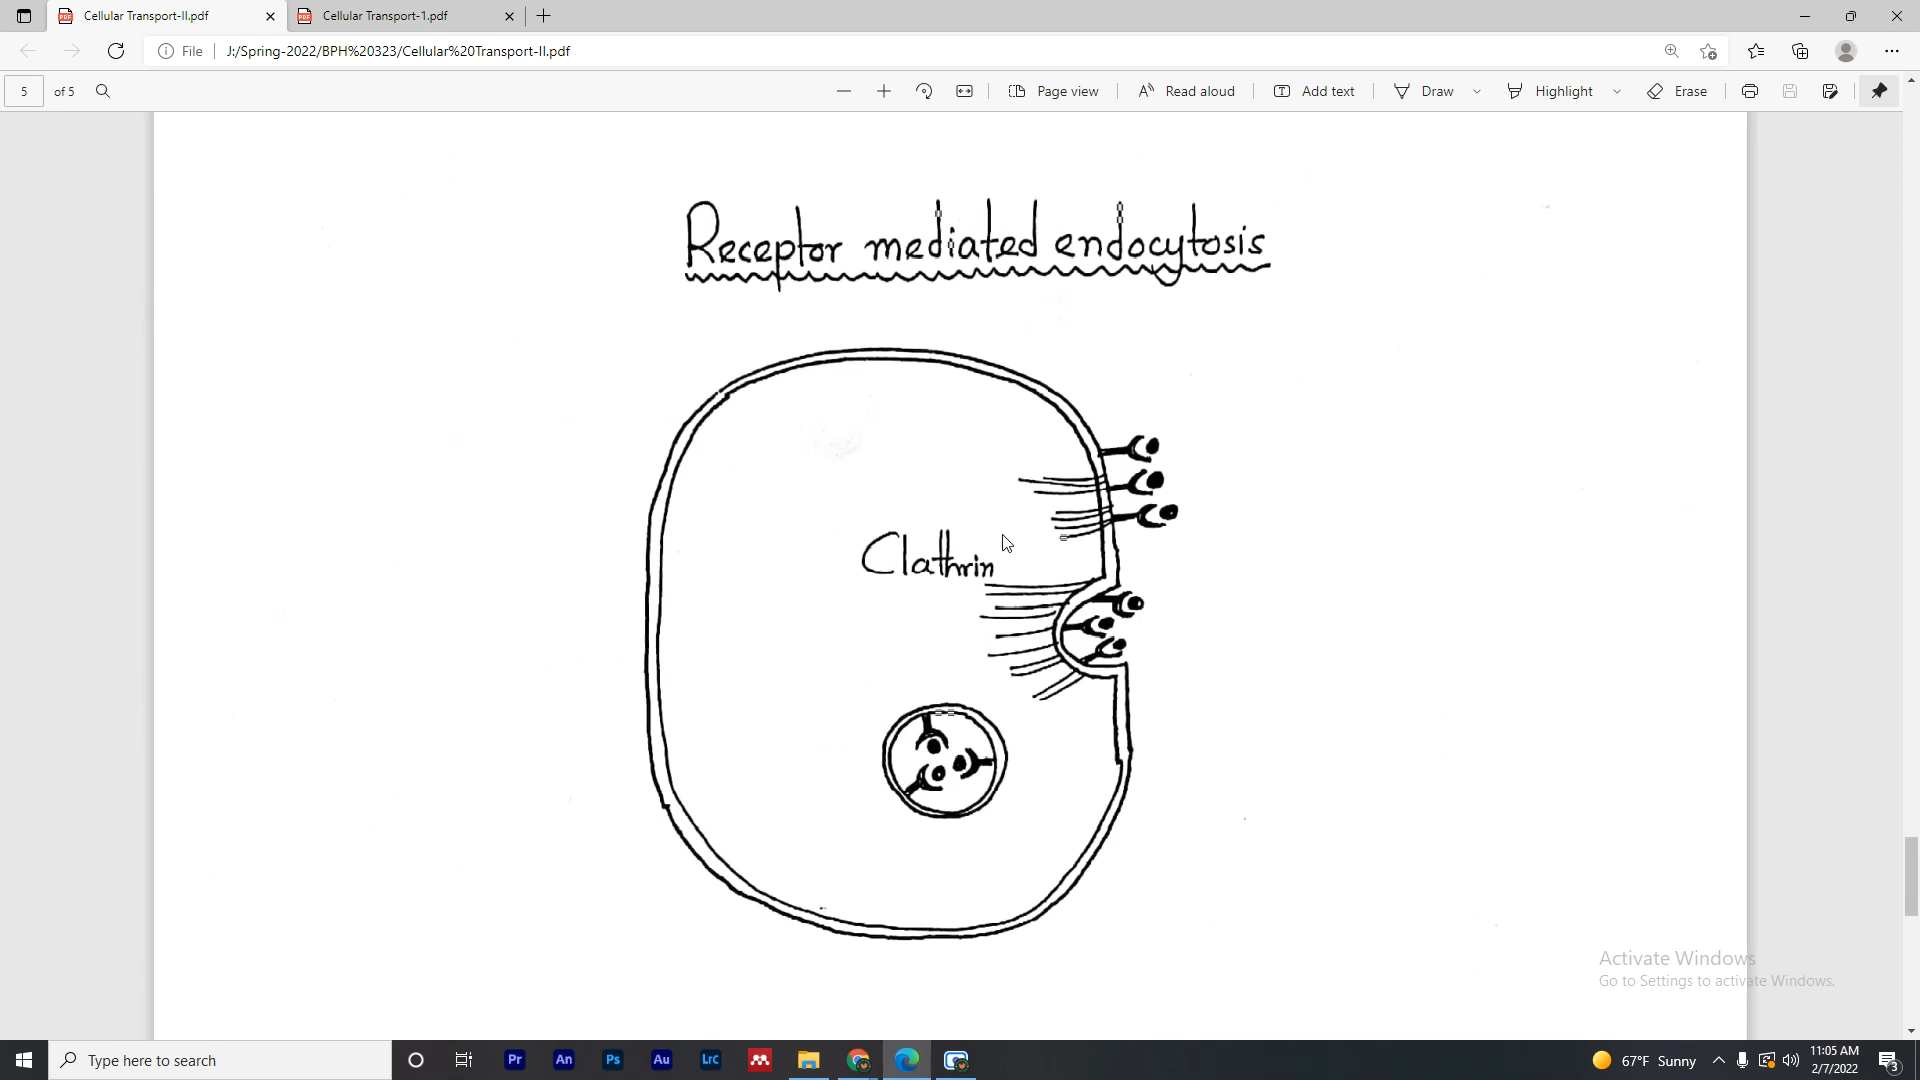 Cellular Transport-II.pdf
Cellular Transport-1.pdf
File
J:/Spring-2022/BPH%20323/Cellular%20Transport-II.pdf
5 of 5
Page view
Read aloud
Add text
Draw
Highlight
Erase
Receptor mediated endocytosis
Clathrin
Activate Windows
Go to Settings to activate Windows.
Type here to search
Pr
An
Ps
Au
LrC
67°F Sunny
11:05 AM
2/7/2022
3